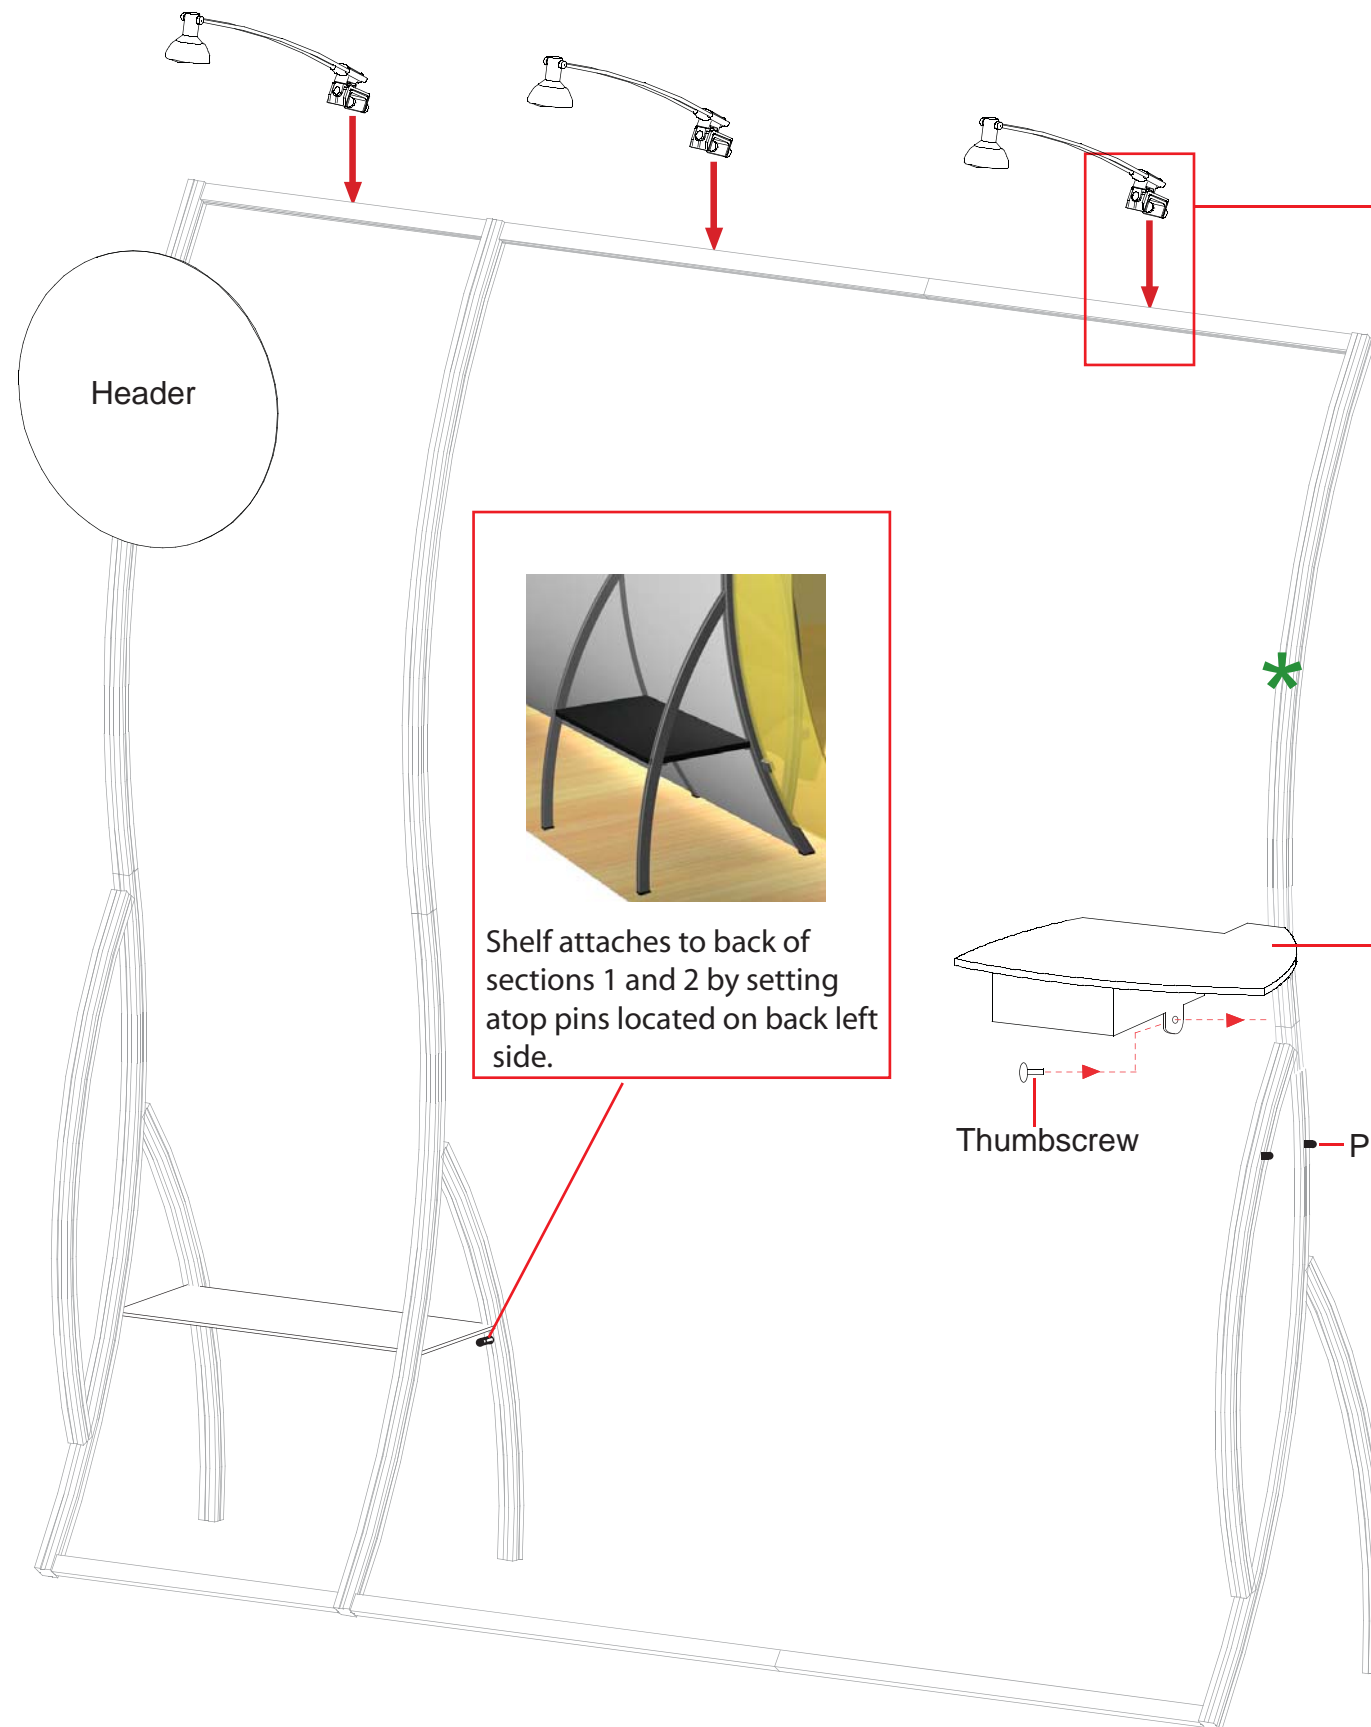 Header
Shelf attaches to back of
sections 1 and 2 by setting
atop pins located on back left
side.
Thumbscrew
P
*